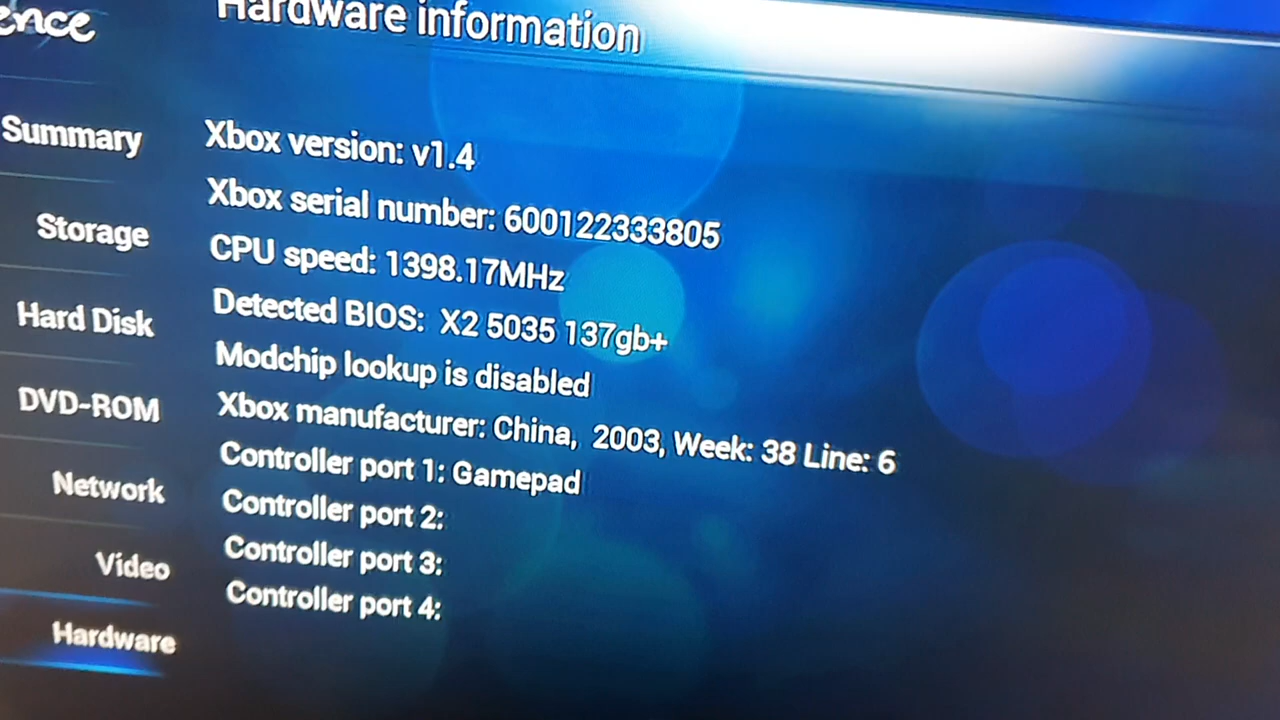 ence
Hardware information
Summary
Storage
Hard Disk
DVD-ROM
Network
Video
Hardware
Xbox version: v1.4
Xbox serial number: 600122333805
CPU speed: 1398.17MHz
Detected BIOS: X2 5035 137gb+
Modchip lookup is disabled
Xbox manufacturer: China, 2003, Week: 38 Line: 6
Controller port 1: Gamepad
Controller port 2:
Controller port 3:
Controller port 4: